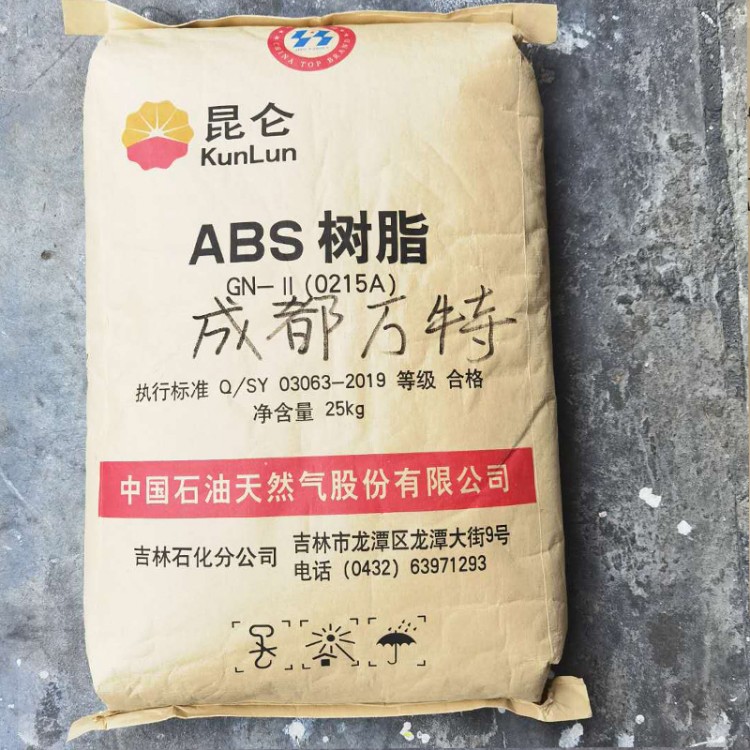 CHINA TOP BRAND
昆仑
KunLun
ABS 树脂
GN-Ⅱ(0215A)
成都万特
执行标准 Q/SY 03063-2019 等级 合格
净含量 25kg
中国石油天然气股份有限公司
吉林石化分公司
吉林市龙潭区龙潭大街9号
电话 (0432) 63971293